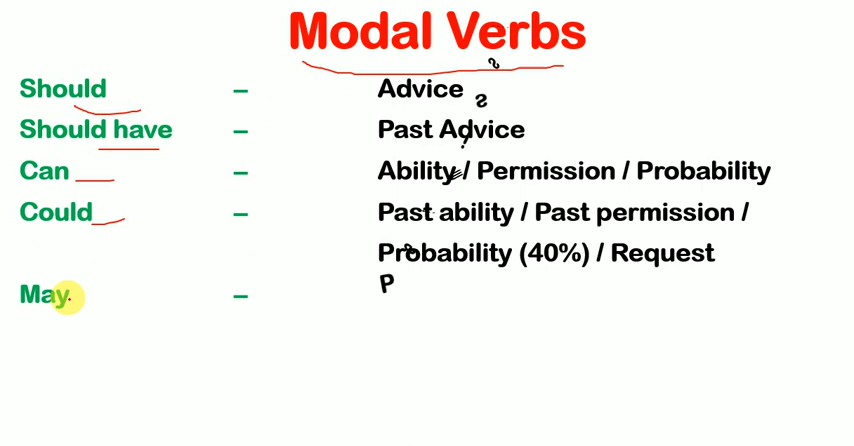 Modal Verbs
Should – Advice
Should have – Past Advice
Can – Ability / Permission / Probability
Could – Past ability / Past permission /
Probability (40%) / Request
May – P